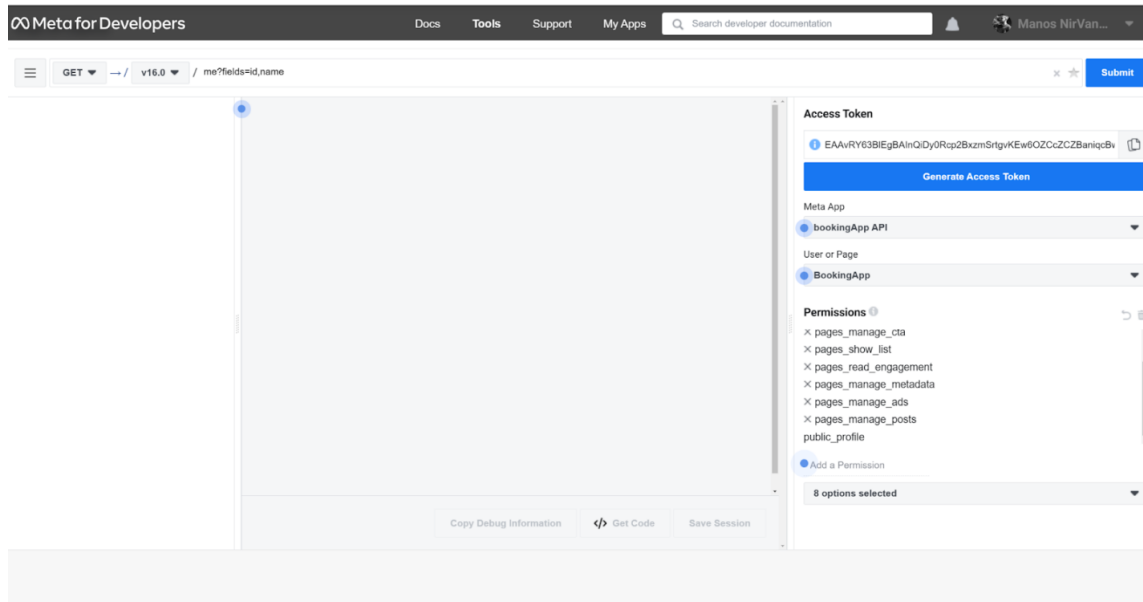 Meta for Developers Docs Tools Support My Apps Search developer documentation Manos NirVan...
GET → / v16.0 / me?fields=id,name Submit
Access Token
EAAvRY63BlEgBAInQiDy0Rcp2BxzmSrtgvKEw6OZCcZCZBaniqcBv
Generate Access Token
Meta App
bookingApp API
User or Page
BookingApp
Permissions
pages_manage_cta
pages_show_list
pages_read_engagement
pages_manage_metadata
pages_manage_ads
pages_manage_posts
public_profile
Add a Permission
8 options selected
Copy Debug Information </> Get Code Save Session